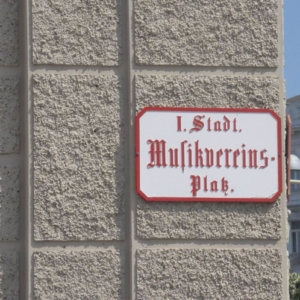 I. Stadt.
Musikvereins-
Platz.